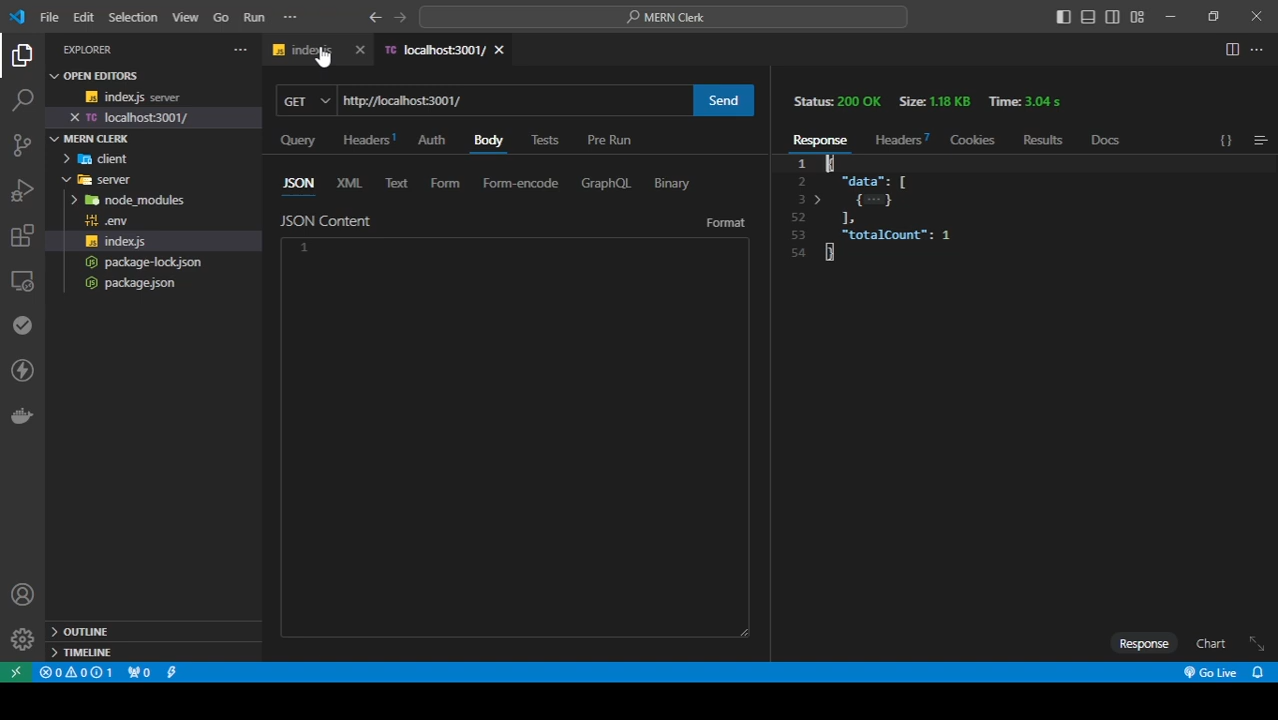 File Edit Selection View Go Run ··· MERN Clerk
EXPLORER ···
index.js
TC localhost:3001/
OPEN EDITORS
JS index.js server
TC localhost:3001/
MERN CLERK
client
server
node_modules
.env
JS index.js
package-lock.json
package.json
OUTLINE
TIMELINE
GET http://localhost:3001/ Send
Query Headers 1 Auth Body Tests Pre Run
JSON XML Text Form Form-encode GraphQL Binary
JSON Content Format
1
Status: 200 OK Size: 1.18 KB Time: 3.04 s
Response Headers 7 Cookies Results Docs { }
1 {
2 "data": [
3 { ··· }
52 ],
53 "totalCount": 1
54 }
Response Chart
0 0 1 0 Go Live